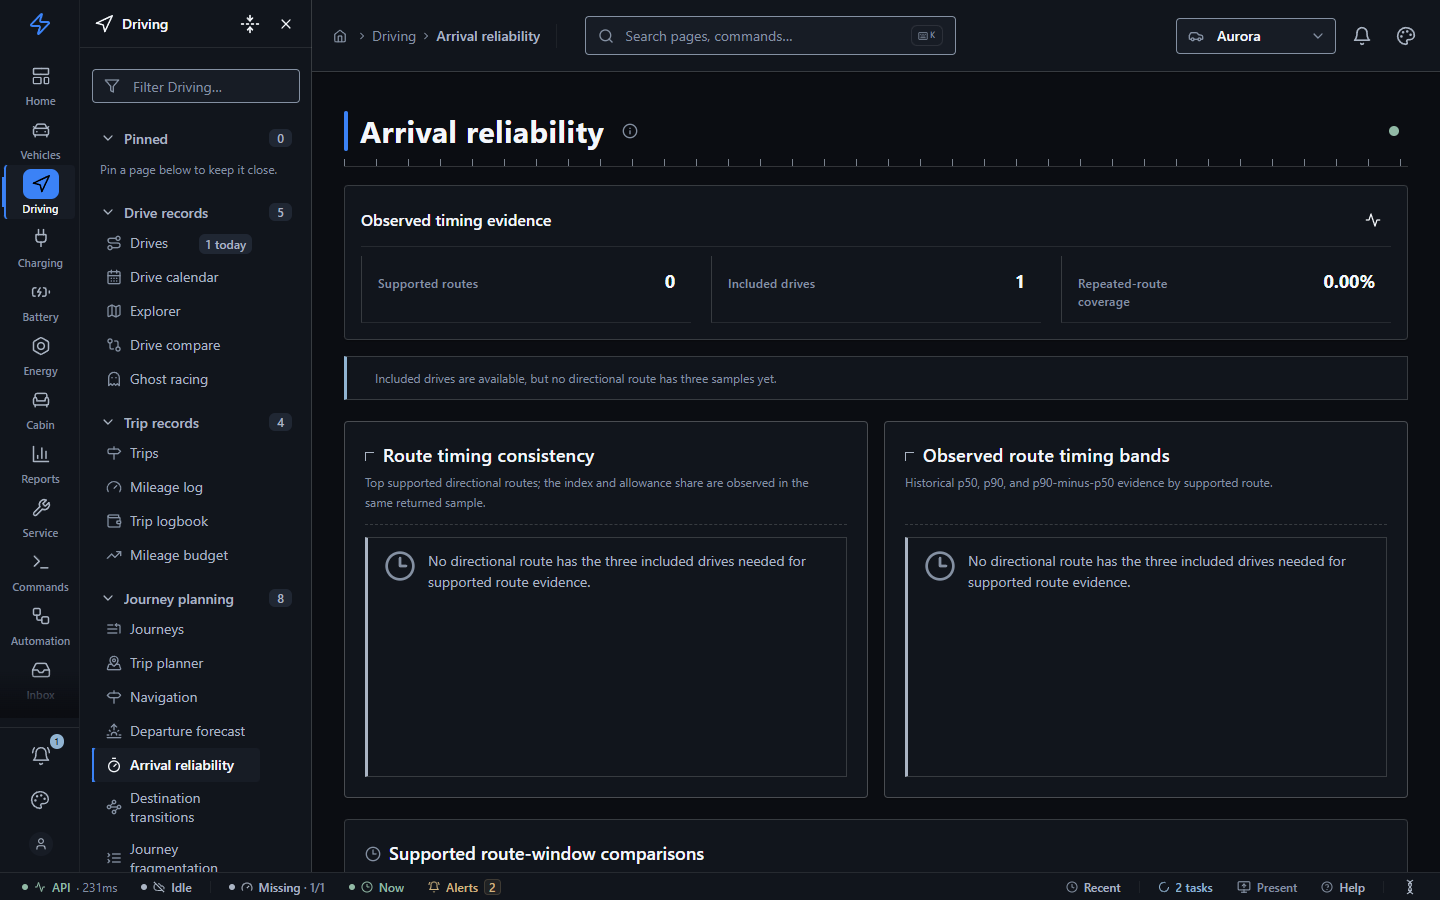 Driving
Driving
Arrival reliability
Search pages, commands...
K
Aurora
Home
Vehicles
Driving
Charging
Battery
Energy
Cabin
Reports
Service
Commands
Automation
Inbox
1
Filter Driving...
Pinned
0
Pin a page below to keep it close.
Drive records
5
Drives
1 today
Drive calendar
Explorer
Drive compare
Ghost racing
Trip records
4
Trips
Mileage log
Trip logbook
Mileage budget
Journey planning
8
Journeys
Trip planner
Navigation
Departure forecast
Arrival reliability
Destination
transitions
Journey
fragmentation
Arrival reliability
Observed timing evidence
Supported routes
0
Included drives
1
Repeated-route
coverage
0.00%
Included drives are available, but no directional route has three samples yet.
Route timing consistency
Top supported directional routes; the index and allowance share are observed in the
same returned sample.
No directional route has the three included drives needed for
supported route evidence.
Observed route timing bands
Historical p50, p90, and p90-minus-p50 evidence by supported route.
No directional route has the three included drives needed for
supported route evidence.
Supported route-window comparisons
API · 231ms
Idle
Missing · 1/1
Now
Alerts 2
Recent
2 tasks
Present
Help